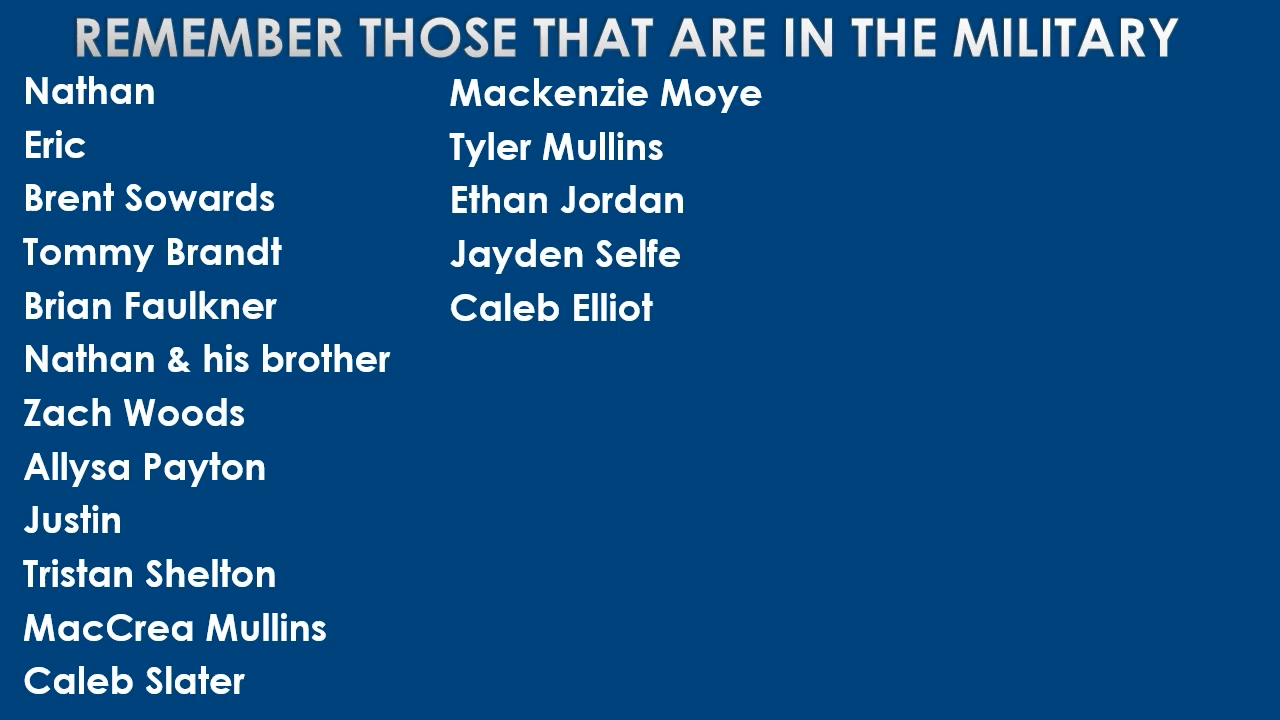 REMEMBER THOSE THAT ARE IN THE MILITARY
Nathan
Eric
Brent Sowards
Tommy Brandt
Brian Faulkner
Nathan & his brother
Zach Woods
Allysa Payton
Justin
Tristan Shelton
MacCrea Mullins
Caleb Slater
Mackenzie Moye
Tyler Mullins
Ethan Jordan
Jayden Selfe
Caleb Elliot